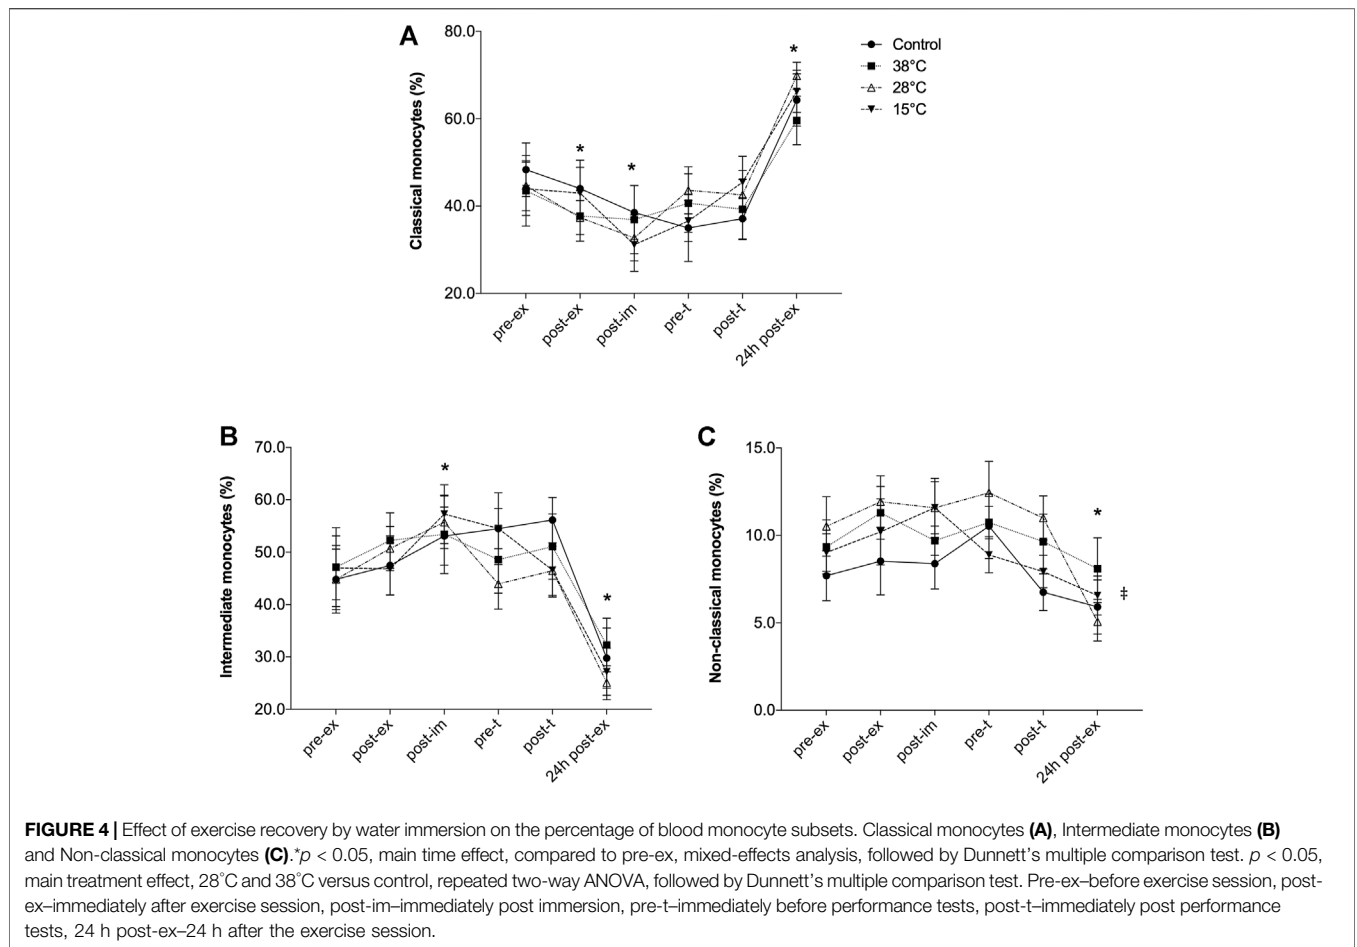 A
80.0
60.0
40.0
20.0
Classical monocytes (%)
*
*
*
pre-ex
post-ex
post-im
pre-t
post-t
24h post-ex
Control
38°C
28°C
15°C
B
70.0
60.0
50.0
40.0
30.0
20.0
Intermediate monocytes (%)
*
*
pre-ex
post-ex
post-im
pre-t
post-t
24h post-ex
C
15.0
10.0
5.0
0.0
Non-classical monocytes (%)
*
‡
pre-ex
post-ex
post-im
pre-t
post-t
24h post-ex
FIGURE 4 | Effect of exercise recovery by water immersion on the percentage of blood monocyte subsets. Classical monocytes (A), Intermediate monocytes (B)
and Non-classical monocytes (C).*p < 0.05, main time effect, compared to pre-ex, mixed-effects analysis, followed by Dunnett's multiple comparison test. p < 0.05,
main treatment effect, 28°C and 38°C versus control, repeated two-way ANOVA, followed by Dunnett's multiple comparison test. Pre-ex–before exercise session, post-
ex–immediately after exercise session, post-im–immediately post immersion, pre-t–immediately before performance tests, post-t–immediately post performance
tests, 24 h post-ex–24 h after the exercise session.